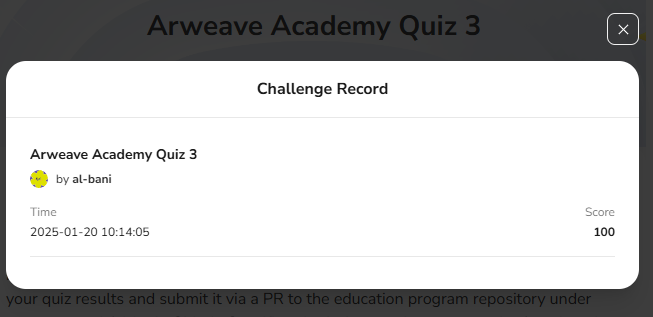 Arweave Academy Quiz 3
Challenge Record
Arweave Academy Quiz 3
by al-bani
Time
Score
2025-01-20 10:14:05
100
your quiz results and submit it via a PR to the education program repository under